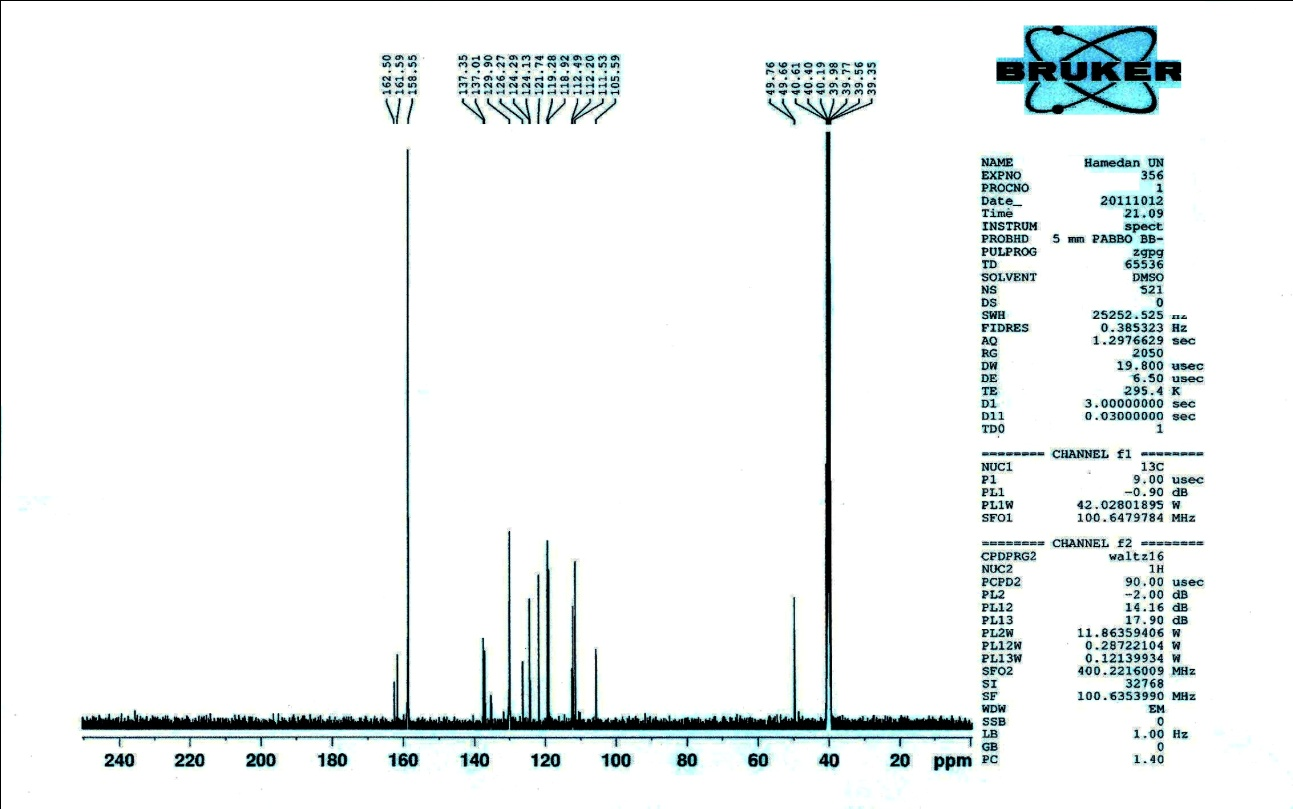 162.50
161.59
158.55
137.35
137.01
129.90
126.27
124.29
124.13
121.74
119.28
118.92
112.49
112.20
111.53
105.59
49.76
49.66
40.61
40.40
40.19
39.98
39.77
39.56
39.35
BRUKER
NAME Hamedan UN
EXPNO 356
PROCNO 1
Date_ 20111012
Time 21.09
INSTRUM spect
PROBHD 5 mm PABBO BB-
PULPROG zgpg
TD 65536
SOLVENT DMSO
NS 521
DS 0
SWH 25252.525 Hz
FIDRES 0.385323 Hz
AQ 1.2976629 sec
RG 2050
DW 19.800 usec
DE 6.50 usec
TE 295.4 K
D1 3.00000000 sec
D11 0.03000000 sec
TD0 1
======== CHANNEL f1 ========
NUC1 13C
P1 9.00 usec
PL1 -0.90 dB
PL1W 42.02801895 W
SFO1 100.6479784 MHz
======== CHANNEL f2 ========
CPDPRG2 waltz16
NUC2 1H
PCPD2 90.00 usec
PL2 -2.00 dB
PL12 14.16 dB
PL13 17.90 dB
PL2W 11.86359406 W
PL12W 0.28722104 W
PL13W 0.12139934 W
SFO2 400.2216009 MHz
SI 32768
SF 100.6353990 MHz
WDW EM
SSB 0
LB 1.00 Hz
GB 0
PC 1.40
240 220 200 180 160 140 120 100 80 60 40 20 ppm